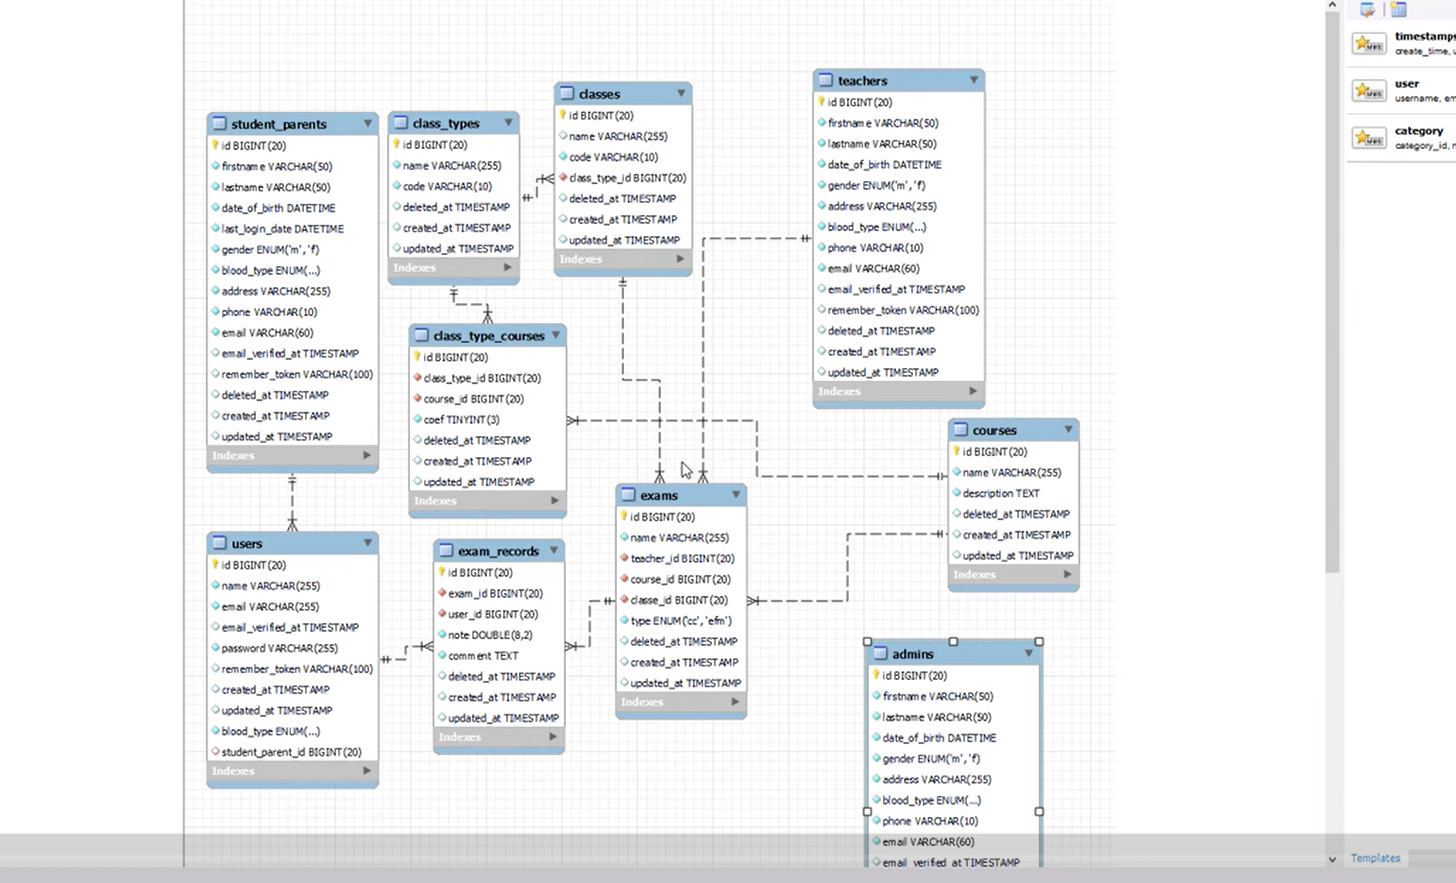 student_parents
id BIGINT(20)
firstname VARCHAR(50)
lastname VARCHAR(50)
date_of_birth DATETIME
last_login_date DATETIME
gender ENUM('m', 'f')
blood_type ENUM(...)
address VARCHAR(255)
phone VARCHAR(10)
email VARCHAR(60)
email_verified_at TIMESTAMP
remember_token VARCHAR(100)
deleted_at TIMESTAMP
created_at TIMESTAMP
updated_at TIMESTAMP
Indexes
class_types
id BIGINT(20)
name VARCHAR(255)
code VARCHAR(10)
deleted_at TIMESTAMP
created_at TIMESTAMP
updated_at TIMESTAMP
Indexes
classes
id BIGINT(20)
name VARCHAR(255)
code VARCHAR(10)
class_type_id BIGINT(20)
deleted_at TIMESTAMP
created_at TIMESTAMP
updated_at TIMESTAMP
Indexes
teachers
id BIGINT(20)
firstname VARCHAR(50)
lastname VARCHAR(50)
date_of_birth DATETIME
gender ENUM('m', 'f')
address VARCHAR(255)
blood_type ENUM(...)
phone VARCHAR(10)
email VARCHAR(60)
email_verified_at TIMESTAMP
remember_token VARCHAR(100)
deleted_at TIMESTAMP
created_at TIMESTAMP
updated_at TIMESTAMP
Indexes
class_type_courses
id BIGINT(20)
class_type_id BIGINT(20)
course_id BIGINT(20)
coef TINYINT(3)
deleted_at TIMESTAMP
created_at TIMESTAMP
updated_at TIMESTAMP
Indexes
courses
id BIGINT(20)
name VARCHAR(255)
description TEXT
deleted_at TIMESTAMP
created_at TIMESTAMP
updated_at TIMESTAMP
Indexes
users
id BIGINT(20)
name VARCHAR(255)
email VARCHAR(255)
email_verified_at TIMESTAMP
password VARCHAR(255)
remember_token VARCHAR(100)
created_at TIMESTAMP
updated_at TIMESTAMP
blood_type ENUM(...)
student_parent_id BIGINT(20)
Indexes
exam_records
id BIGINT(20)
exam_id BIGINT(20)
user_id BIGINT(20)
note DOUBLE(8,2)
comment TEXT
deleted_at TIMESTAMP
created_at TIMESTAMP
updated_at TIMESTAMP
Indexes
exams
id BIGINT(20)
name VARCHAR(255)
teacher_id BIGINT(20)
course_id BIGINT(20)
classe_id BIGINT(20)
type ENUM('cc', 'efm')
deleted_at TIMESTAMP
created_at TIMESTAMP
updated_at TIMESTAMP
Indexes
admins
id BIGINT(20)
firstname VARCHAR(50)
lastname VARCHAR(50)
date_of_birth DATETIME
gender ENUM('m', 'f')
address VARCHAR(255)
blood_type ENUM(...)
phone VARCHAR(10)
email VARCHAR(60)
email_verified_at TIMESTAMP
timestamps
create_time,
user
username,
category
category_id,
Templates